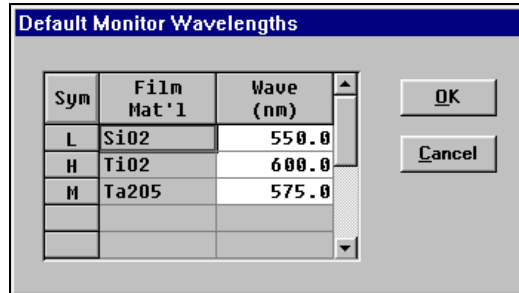 Default Monitor Wavelengths
Sym Film Mat'l Wave (nm)
L SiO2 550.0
H TiO2 600.0
M Ta2O5 575.0
OK
Cancel